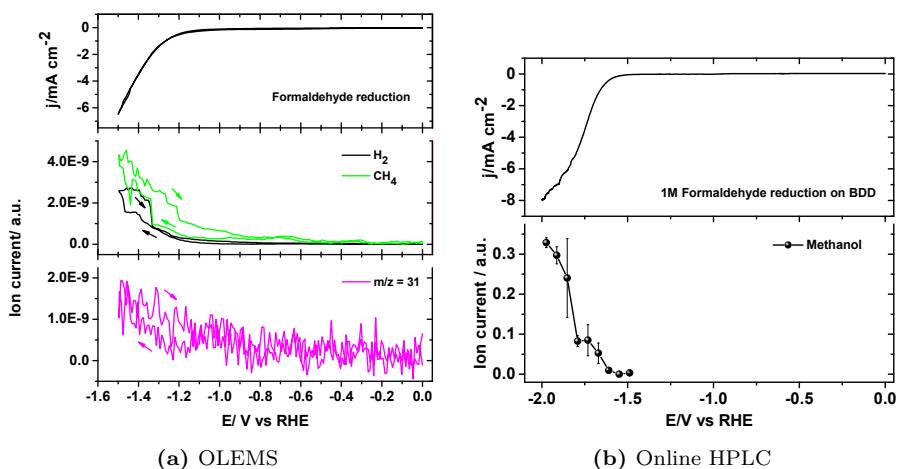 j/mA cm-2
0
-2
-4
-6
Formaldehyde reduction
Ion current/ a.u.
4.0E-9
2.0E-9
0.0
H2
CH4
2.0E-9
1.0E-9
0.0
m/z = 31
-1.6 -1.4 -1.2 -1.0 -0.8 -0.6 -0.4 -0.2 0.0
E/ V vs RHE
(a) OLEMS
j/mA cm-2
0
-2
-4
-6
-8
1M Formaldehyde reduction on BDD
Ion current / a.u.
0.3
0.2
0.1
0.0
Methanol
-2.0 -1.5 -1.0 -0.5 0.0
E/V vs RHE
(b) Online HPLC